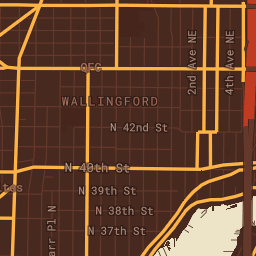 2nd Ave NE
4th Ave NE
QFC
WALLINGFORD
N 42nd St
N 40th St
N 39th St
N 38th St
N 37th St